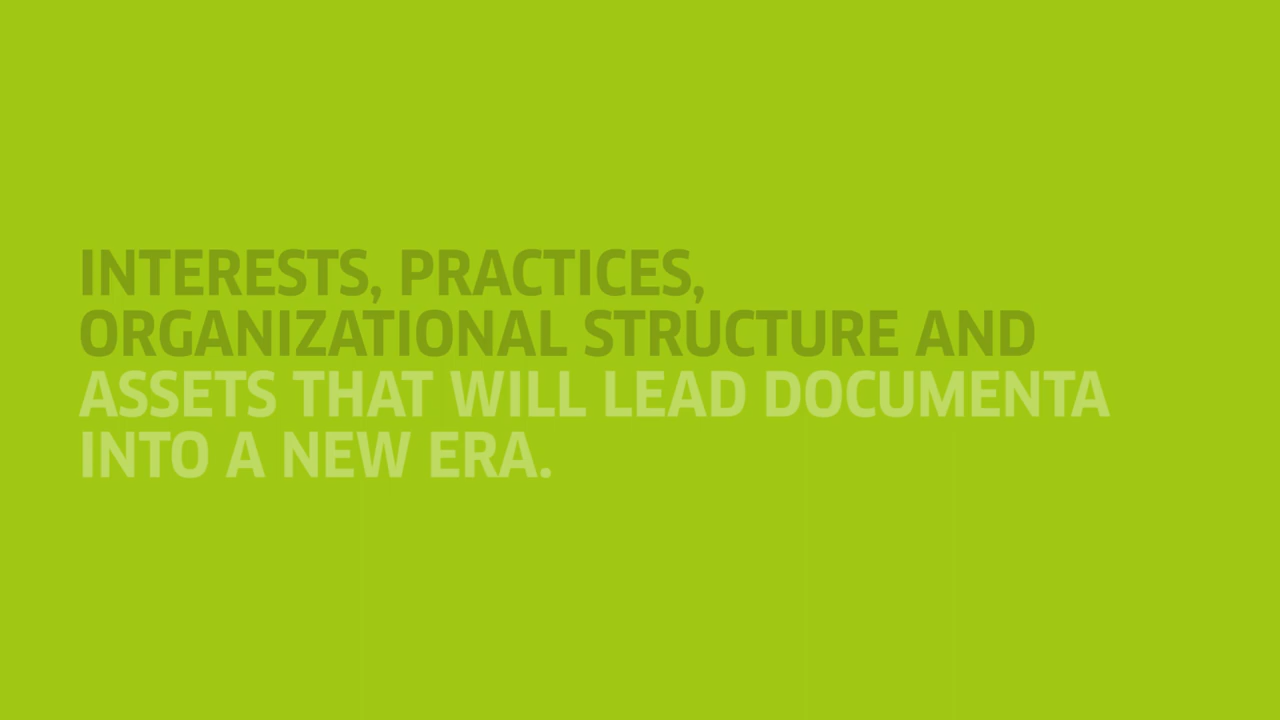 INTERESTS, PRACTICES,
ORGANIZATIONAL STRUCTURE AND
ASSETS THAT WILL LEAD DOCUMENTA
INTO A NEW ERA.